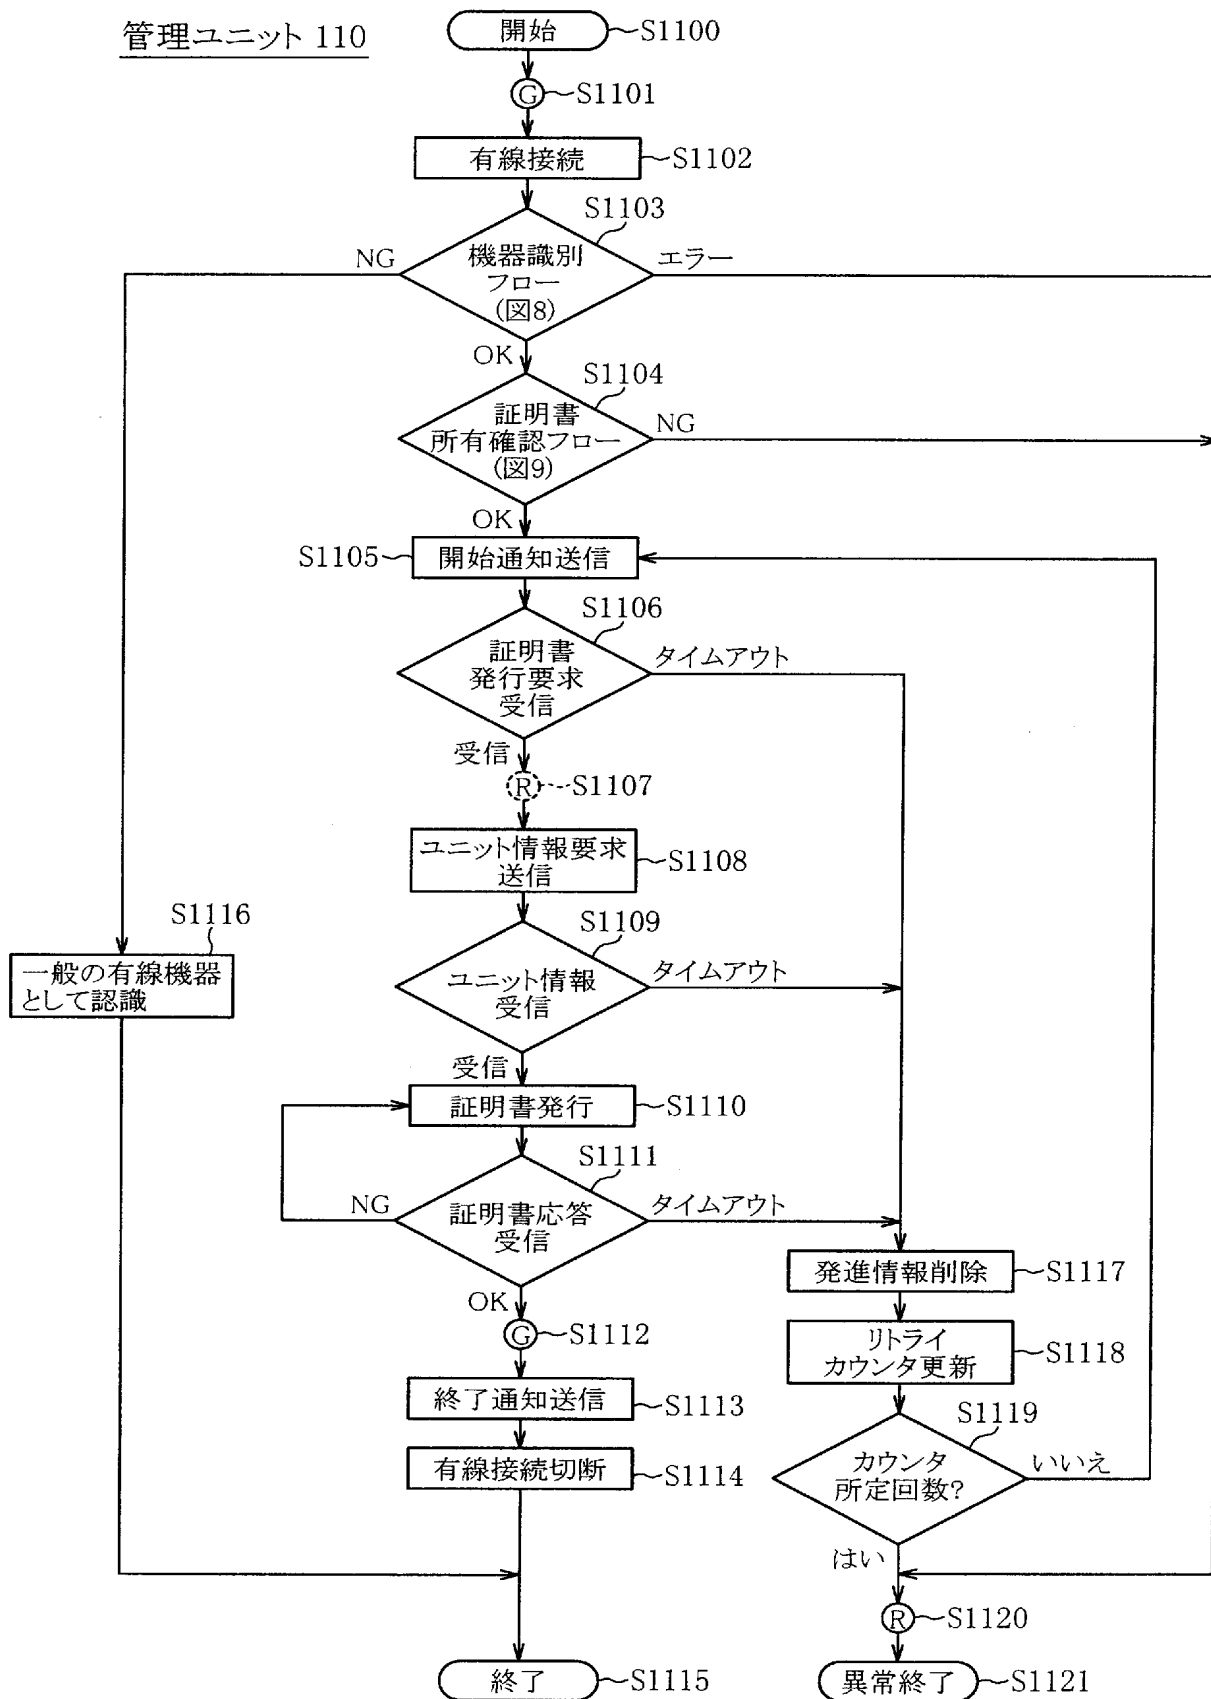 管理ユニット 110
開始
S1100
G
S1101
有線接続
S1102
S1103
機器識別
フロー
(図8)
NG
エラー
OK
S1104
証明書
所有確認フロー
(図9)
NG
OK
S1105
開始通知送信
S1106
証明書
発行要求
受信
タイムアウト
受信
R
S1107
ユニット情報要求
送信
S1108
S1109
ユニット情報
受信
タイムアウト
受信
S1116
一般の有線機器
として認識
証明書発行
S1110
S1111
証明書応答
受信
NG
タイムアウト
OK
G
S1112
終了通知送信
S1113
有線接続切断
S1114
発進情報削除
S1117
リトライ
カウンタ更新
S1118
S1119
カウンタ
所定回数?
いいえ
はい
R
S1120
終了
S1115
異常終了
S1121